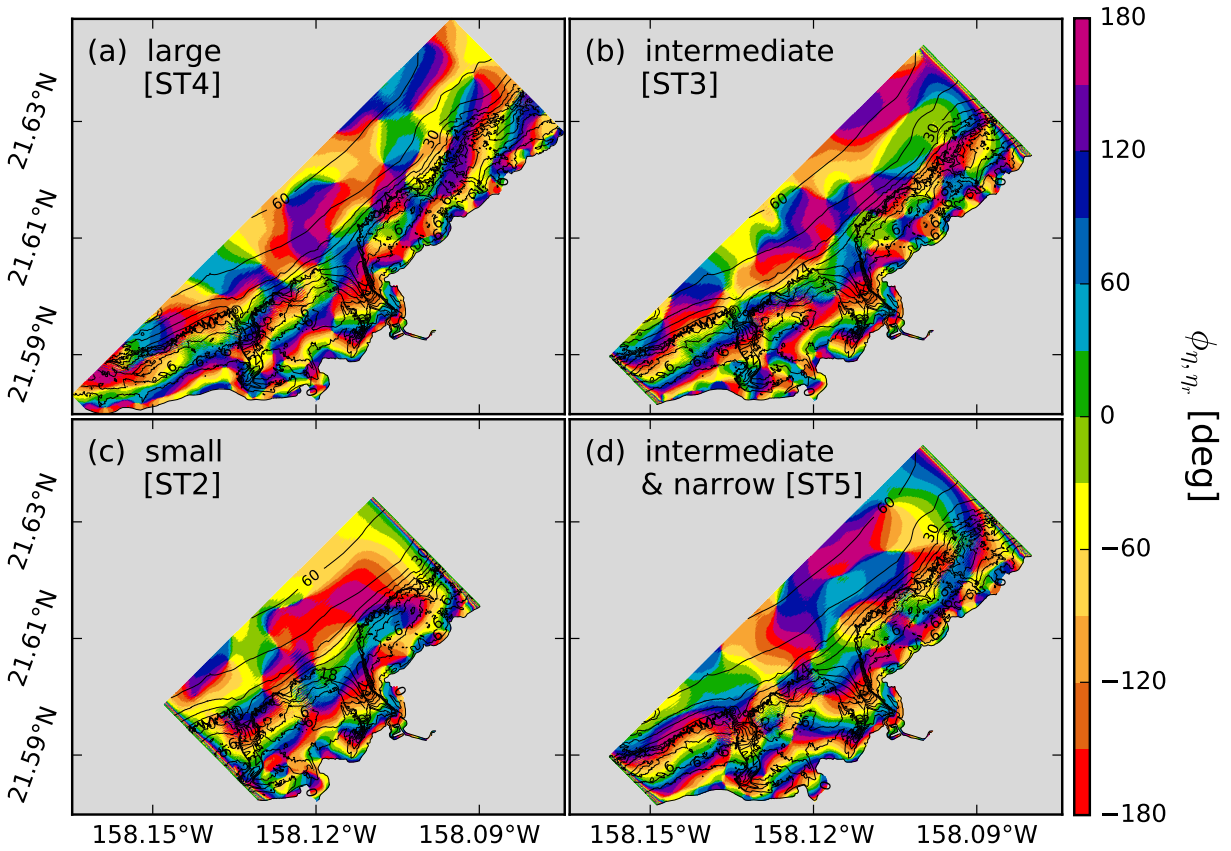 (a) large
[ST4]
(b) intermediate
[ST3]
(c) small
[ST2]
(d) intermediate
& narrow [ST5]
21.63°N
21.61°N
21.59°N
21.63°N
21.61°N
21.59°N
158.15°W
158.12°W
158.09°W
158.15°W
158.12°W
158.09°W
180
120
60
0
−60
−120
−180
ϕη,ηr [deg]
60
30
6
60
30
6
60
30
18
6
60
30
6